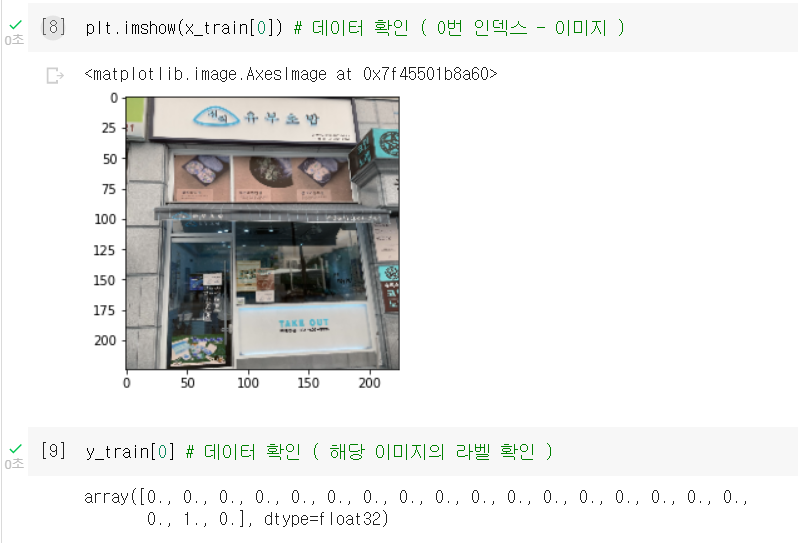 [8] plt.imshow(x_train[0]) # 데이터 확인 ( 0번 인덱스 - 이미지 )
0초
<matplotlib.image.AxesImage at 0x7f45501b8a60>
유부초밥
TAKE OUT
0
25
50
75
100
125
150
175
200
0 50 100 150 200
[9] y_train[0] # 데이터 확인 ( 해당 이미지의 라벨 확인 )
0초
array([0., 0., 0., 0., 0., 0., 0., 0., 0., 0., 0., 0., 0., 0., 0., 0., 0.,
0., 1., 0.], dtype=float32)